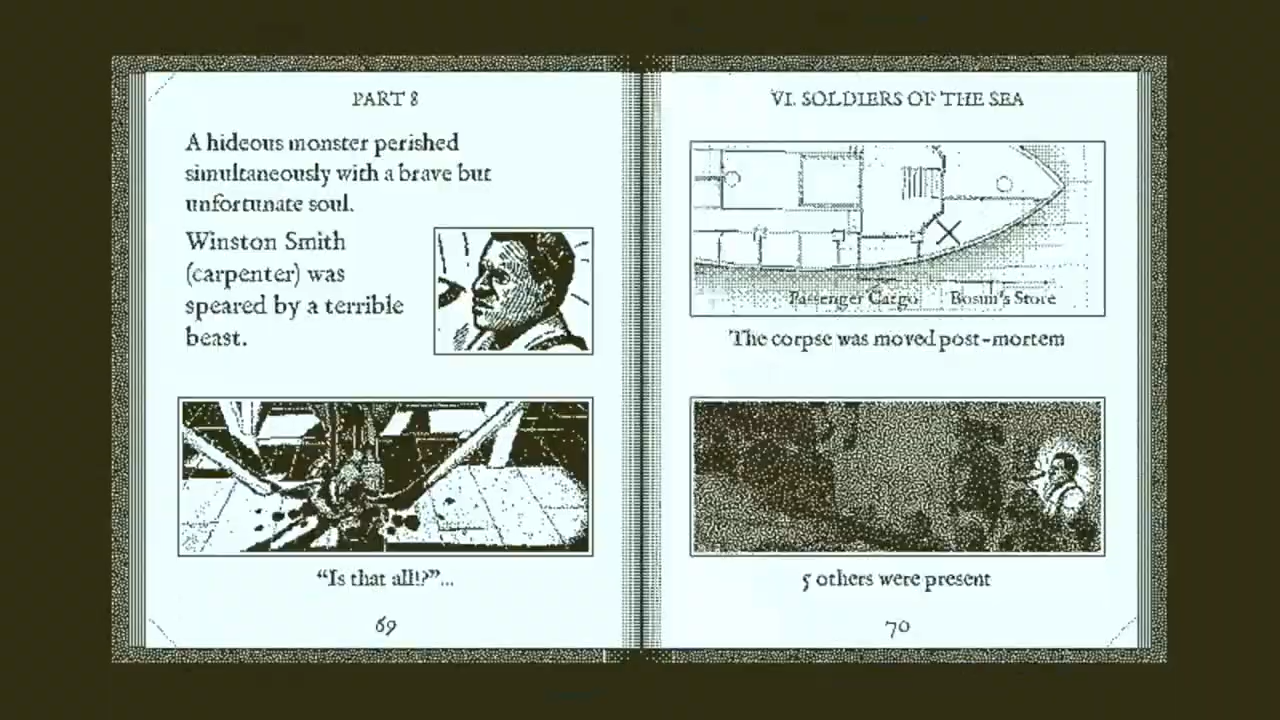 PART 8
A hideous monster perished
simultaneously with a brave but
unfortunate soul.
Winston Smith
(carpenter) was
speared by a terrible
beast.
"Is that all!?"...
69
VI. SOLDIERS OF THE SEA
Passenger Cargo
Bosun's Store
The corpse was moved post-mortem
5 others were present
70